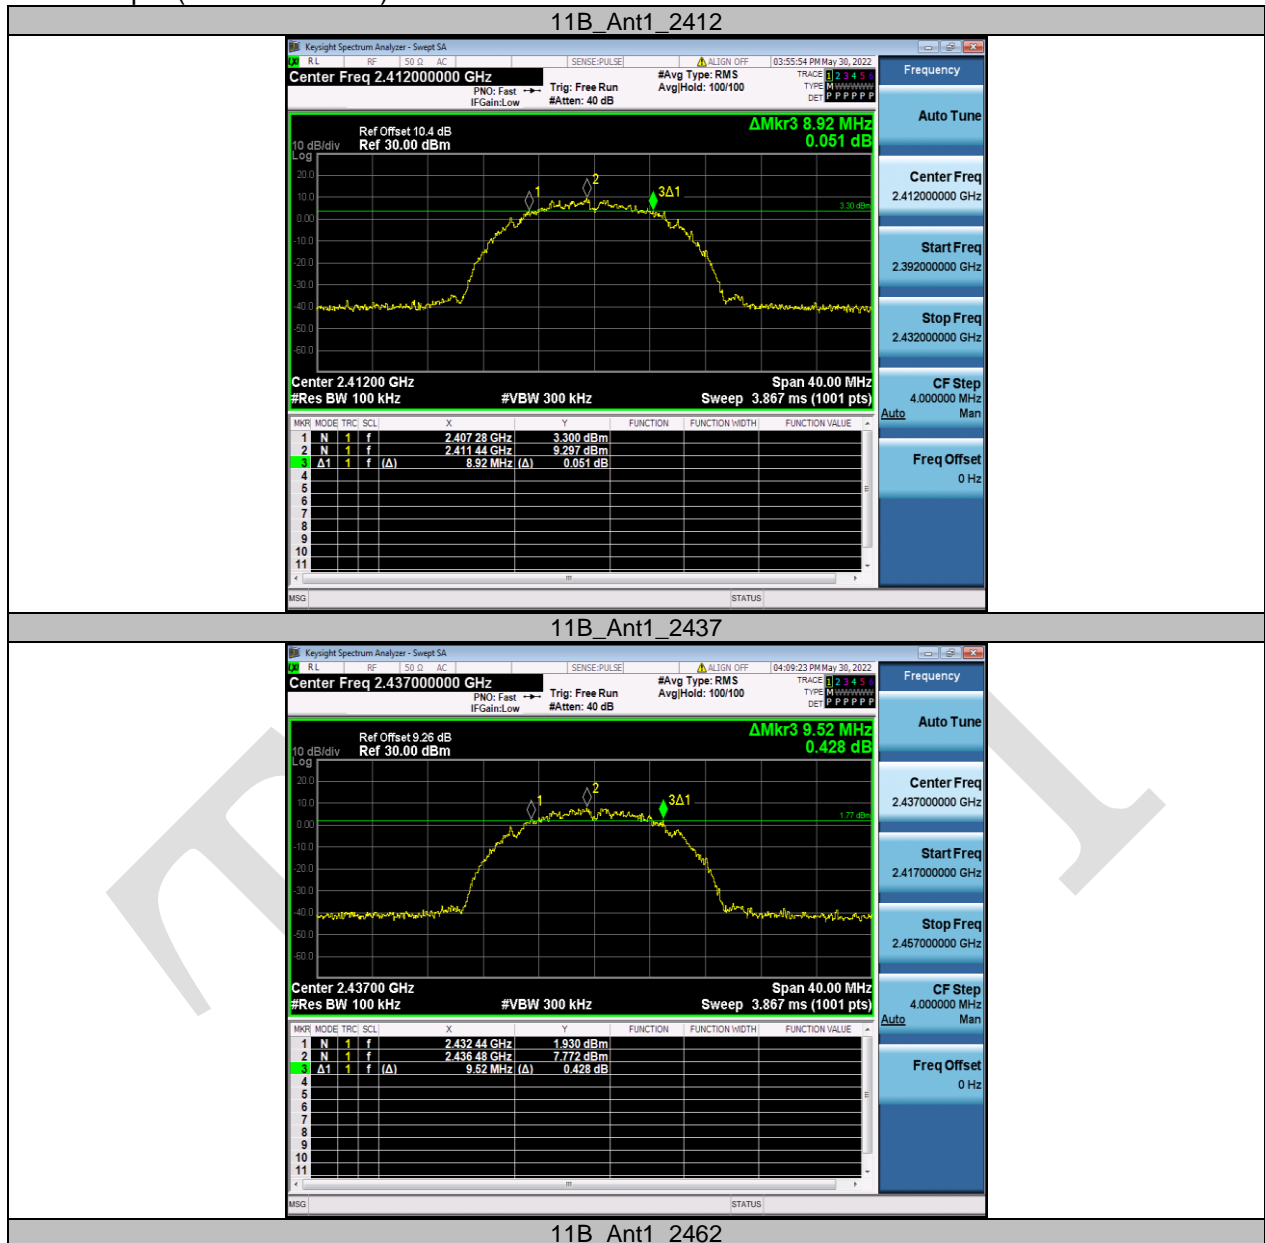 11B_Ant1_2412
Keysight Spectrum Analyzer - Swept SA
RL RF 50 Ω AC SENSE:PULSE ALIGN OFF 03:55:54 PM May 30, 2022
Center Freq 2.412000000 GHz
PNO: Fast
IFGain:Low
Trig: Free Run
#Atten: 40 dB
#Avg Type: RMS
Avg|Hold: 100/100
TRACE 1 2 3 4 5 6
TYPE M W W W W W
DET P P P P P P
Frequency
Auto Tune
Center Freq
2.412000000 GHz
Start Freq
2.392000000 GHz
Stop Freq
2.432000000 GHz
CF Step
4.000000 MHz
Auto Man
Freq Offset
0 Hz
ΔMkr3 8.92 MHz
0.051 dB
Ref Offset 10.4 dB
10 dB/div Ref 30.00 dBm
Log
20.0
10.0
0.00
-10.0
-20.0
-30.0
-40.0
-50.0
-60.0
1
2
3Δ1
3.30 dBm
Center 2.41200 GHz Span 40.00 MHz
#Res BW 100 kHz #VBW 300 kHz Sweep 3.867 ms (1001 pts)
MKR MODE TRC SCL X Y FUNCTION FUNCTION WIDTH FUNCTION VALUE
1 N 1 f 2.407 28 GHz 3.300 dBm
2 N 1 f 2.411 44 GHz 9.297 dBm
3 Δ1 1 f (Δ) 8.92 MHz (Δ) 0.051 dB
4
5
6
7
8
9
10
11
MSG STATUS
11B_Ant1_2437
Keysight Spectrum Analyzer - Swept SA
RL RF 50 Ω AC SENSE:PULSE ALIGN OFF 04:09:23 PM May 30, 2022
Center Freq 2.437000000 GHz
PNO: Fast
IFGain:Low
Trig: Free Run
#Atten: 40 dB
#Avg Type: RMS
Avg|Hold: 100/100
TRACE 1 2 3 4 5 6
TYPE M W W W W W
DET P P P P P P
Frequency
Auto Tune
Center Freq
2.437000000 GHz
Start Freq
2.417000000 GHz
Stop Freq
2.457000000 GHz
CF Step
4.000000 MHz
Auto Man
Freq Offset
0 Hz
ΔMkr3 9.52 MHz
0.428 dB
Ref Offset 9.26 dB
10 dB/div Ref 30.00 dBm
Log
20.0
10.0
0.00
-10.0
-20.0
-30.0
-40.0
-50.0
-60.0
1
2
3Δ1
1.77 dBm
Center 2.43700 GHz Span 40.00 MHz
#Res BW 100 kHz #VBW 300 kHz Sweep 3.867 ms (1001 pts)
MKR MODE TRC SCL X Y FUNCTION FUNCTION WIDTH FUNCTION VALUE
1 N 1 f 2.432 44 GHz 1.930 dBm
2 N 1 f 2.436 48 GHz 7.772 dBm
3 Δ1 1 f (Δ) 9.52 MHz (Δ) 0.428 dB
4
5
6
7
8
9
10
11
MSG STATUS
11B_Ant1_2462